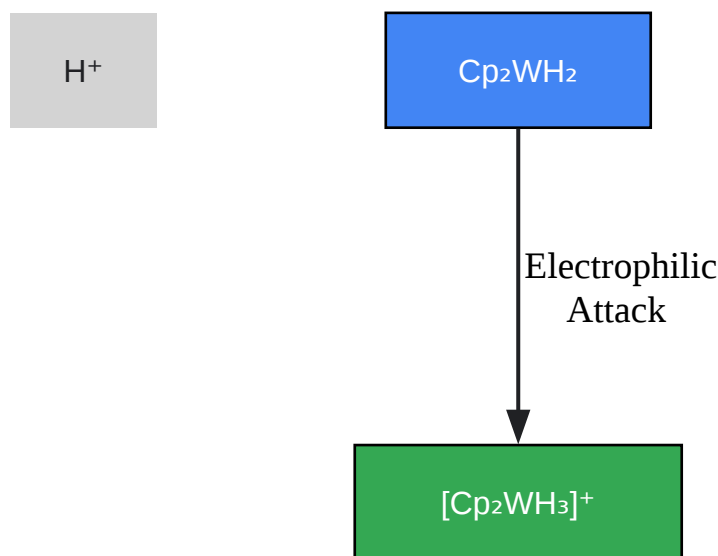 H⁺
Cp₂WH₂
Electrophilic
Attack
[Cp₂WH₃]⁺